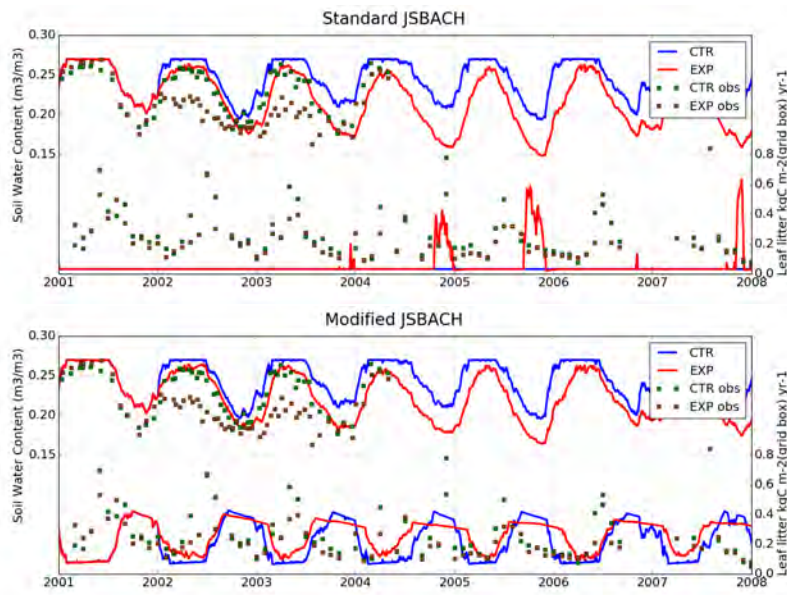 Standard JSBACH
0.30
0.25
0.20
0.15
Soil Water Content (m3/m3)
CTR
EXP
CTR obs
EXP obs
0.8
0.6
0.4
0.2
0.0
Leaf litter kgC m-2(grid box) yr-1
2001 2002 2003 2004 2005 2006 2007 2008
Modified JSBACH
0.30
0.25
0.20
0.15
Soil Water Content (m3/m3)
CTR
EXP
CTR obs
EXP obs
0.8
0.6
0.4
0.2
0.0
Leaf litter kgC m-2(grid box) yr-1
2001 2002 2003 2004 2005 2006 2007 2008